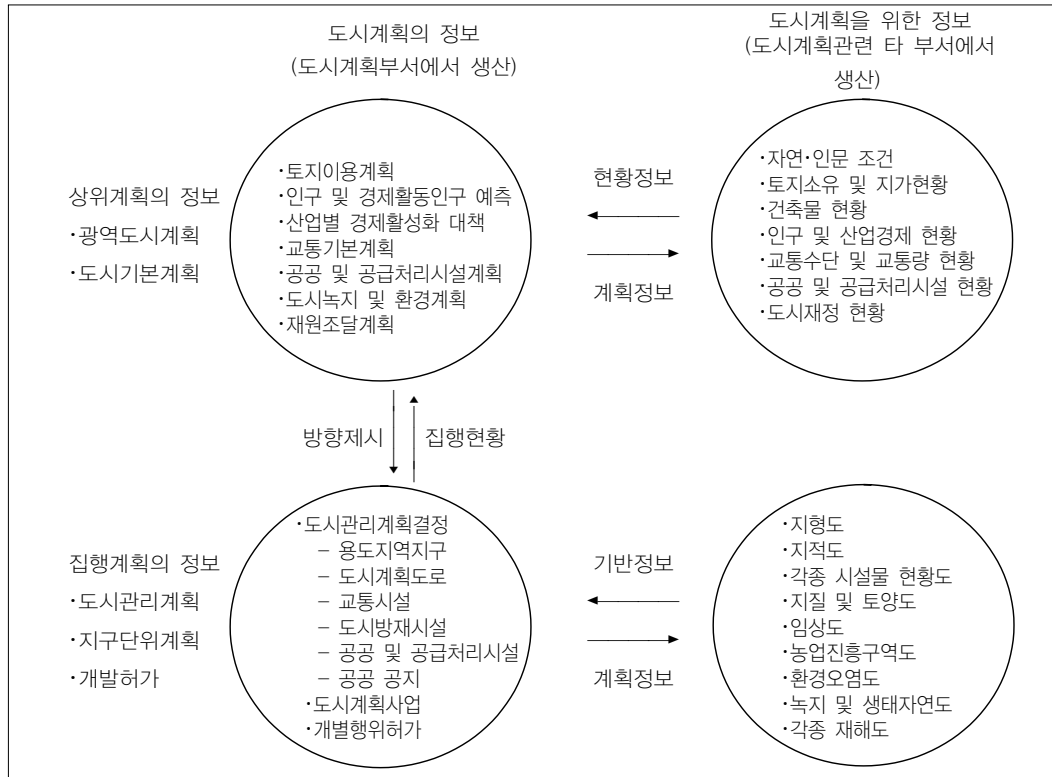 도시계획의 정보
(도시계획부서에서 생산)
도시계획을 위한 정보
(도시계획관련 타 부서에서
생산)
상위계획의 정보
·광역도시계획
·도시기본계획
·토지이용계획
·인구 및 경제활동인구 예측
·산업별 경제활성화 대책
·교통기본계획
·공공 및 공급처리시설계획
·도시녹지 및 환경계획
·재원조달계획
현황정보
계획정보
·자연·인문 조건
·토지소유 및 지가현황
·건축물 현황
·인구 및 산업경제 현황
·교통수단 및 교통량 현황
·공공 및 공급처리시설 현황
·도시재정 현황
방향제시
집행현황
집행계획의 정보
·도시관리계획
·지구단위계획
·개발허가
·도시관리계획결정
– 용도지역지구
– 도시계획도로
– 교통시설
– 도시방재시설
– 공공 및 공급처리시설
– 공공 공지
·도시계획사업
·개별행위허가
기반정보
계획정보
·지형도
·지적도
·각종 시설물 현황도
·지질 및 토양도
·임상도
·농업진흥구역도
·환경오염도
·녹지 및 생태자연도
·각종 재해도